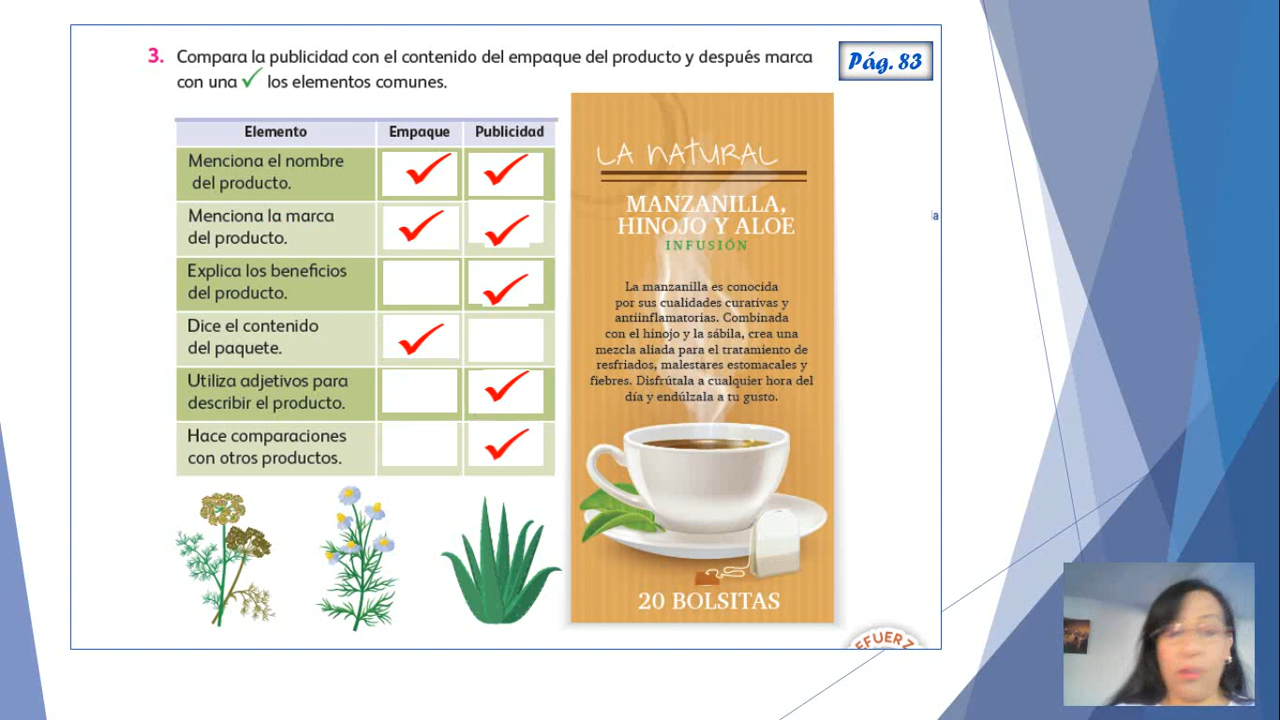 3. Compara la publicidad con el contenido del empaque del producto y después marca
con una ✓ los elementos comunes.
Pág. 83
Elemento Empaque Publicidad
Menciona el nombre
del producto.
✓ ✓
Menciona la marca
del producto.
✓ ✓
Explica los beneficios
del producto.
✓
Dice el contenido
del paquete.
✓
Utiliza adjetivos para
describir el producto.
✓
Hace comparaciones
con otros productos.
✓
LA NATURAL
MANZANILLA,
HINOJO Y ALOE
INFUSIÓN
La manzanilla es conocida
por sus cualidades curativas y
antiinflamatorias. Combinada
con el hinojo y la sábila, crea una
mezcla aliada para el tratamiento de
resfriados, malestares estomacales y
fiebres. Disfrútala a cualquier hora del
día y endúlzala a tu gusto.
20 BOLSITAS